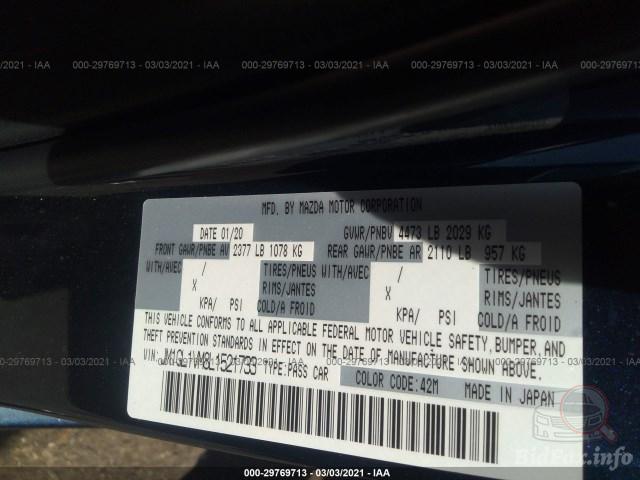 3/2021 - IAA 000-29769713 - 03/03/2021 - IAA 000-29769713 - 03/03/2021 - IAA 000-29769713 - 03/03/20
MFD. BY MAZDA MOTOR CORPORATION
DATE 01/20 GVWR/PNBV 4473 LB 2029 KG
FRONT GAWR/PNBE AV 2377 LB 1078 KG REAR GAWR/PNBE AR 2110 LB 957 KG
WITH/AVEC / TIRES/PNEUS WITH/AVEC / TIRES/PNEUS
X RIMS/JANTES X RIMS/JANTES
KPA/ PSI COLD/A FROID KPA/ PSI COLD/A FROID
THIS VEHICLE CONFORMS TO ALL APPLICABLE FEDERAL MOTOR VEHICLE SAFETY, BUMPER, AND
THEFT PREVENTION STANDARDS IN EFFECT ON THE DATE OF MANUFACTURE SHOWN ABOVE.
VIN: TYPE:PASS CAR COLOR CODE:42M MADE IN JAPAN
BidFax.info
000-29769713 - 03/03/2021 - IAA